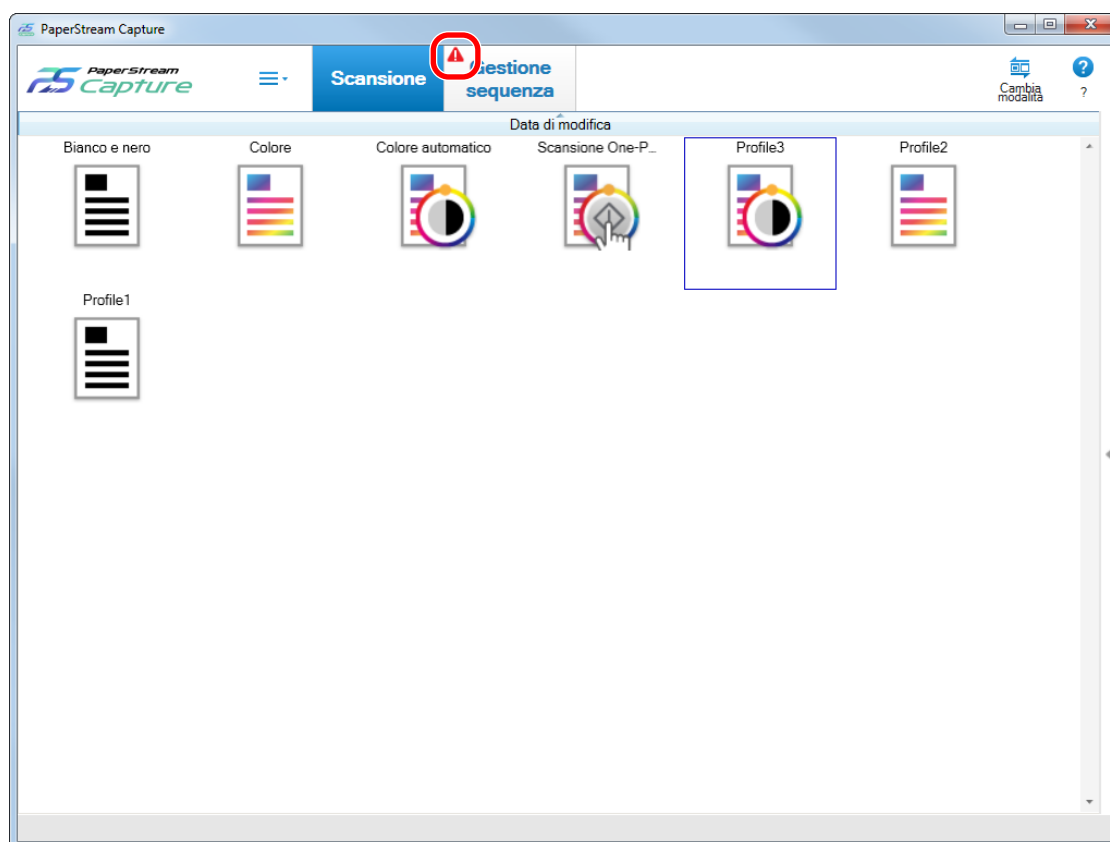 PaperStream Capture
PaperStream
Capture
Scansione
Gestione
sequenza
Cambia
modalità
?
?
Data di modifica
Bianco e nero
Colore
Colore automatico
Scansione One-P...
Profile3
Profile2
Profile1